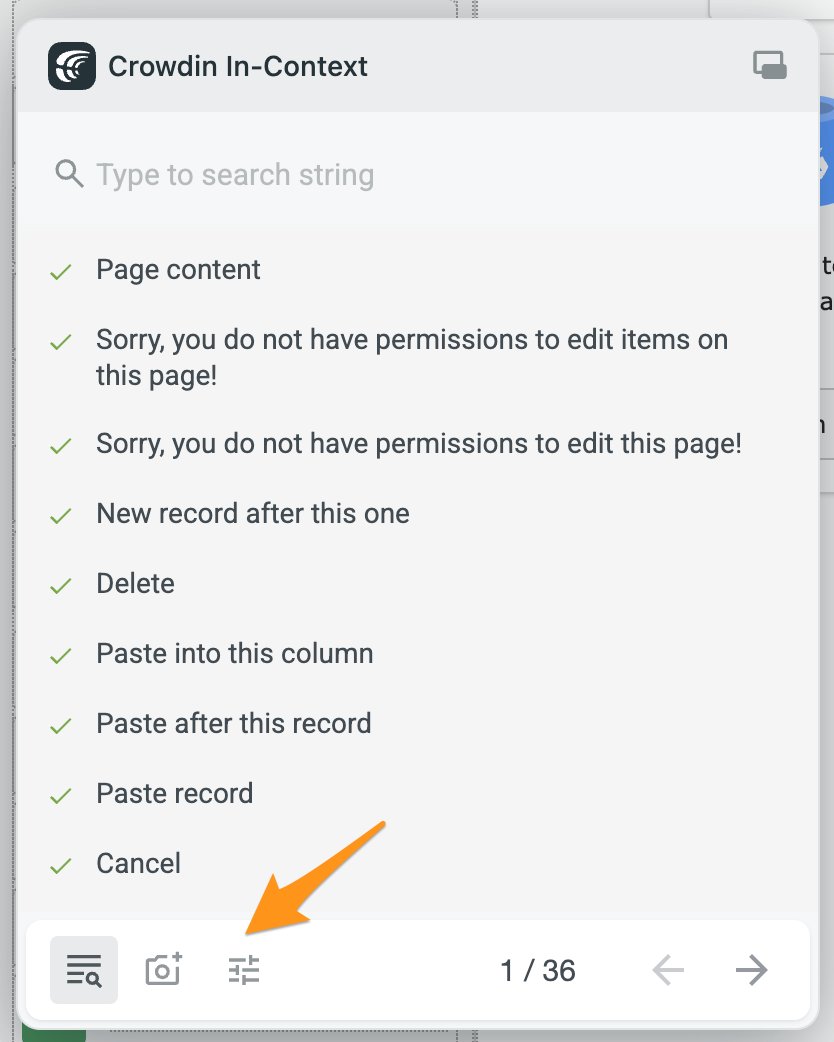 Crowdin In-Context
Type to search string
Page content
Sorry, you do not have permissions to edit items on
this page!
Sorry, you do not have permissions to edit this page!
New record after this one
Delete
Paste into this column
Paste after this record
Paste record
Cancel
1 / 36